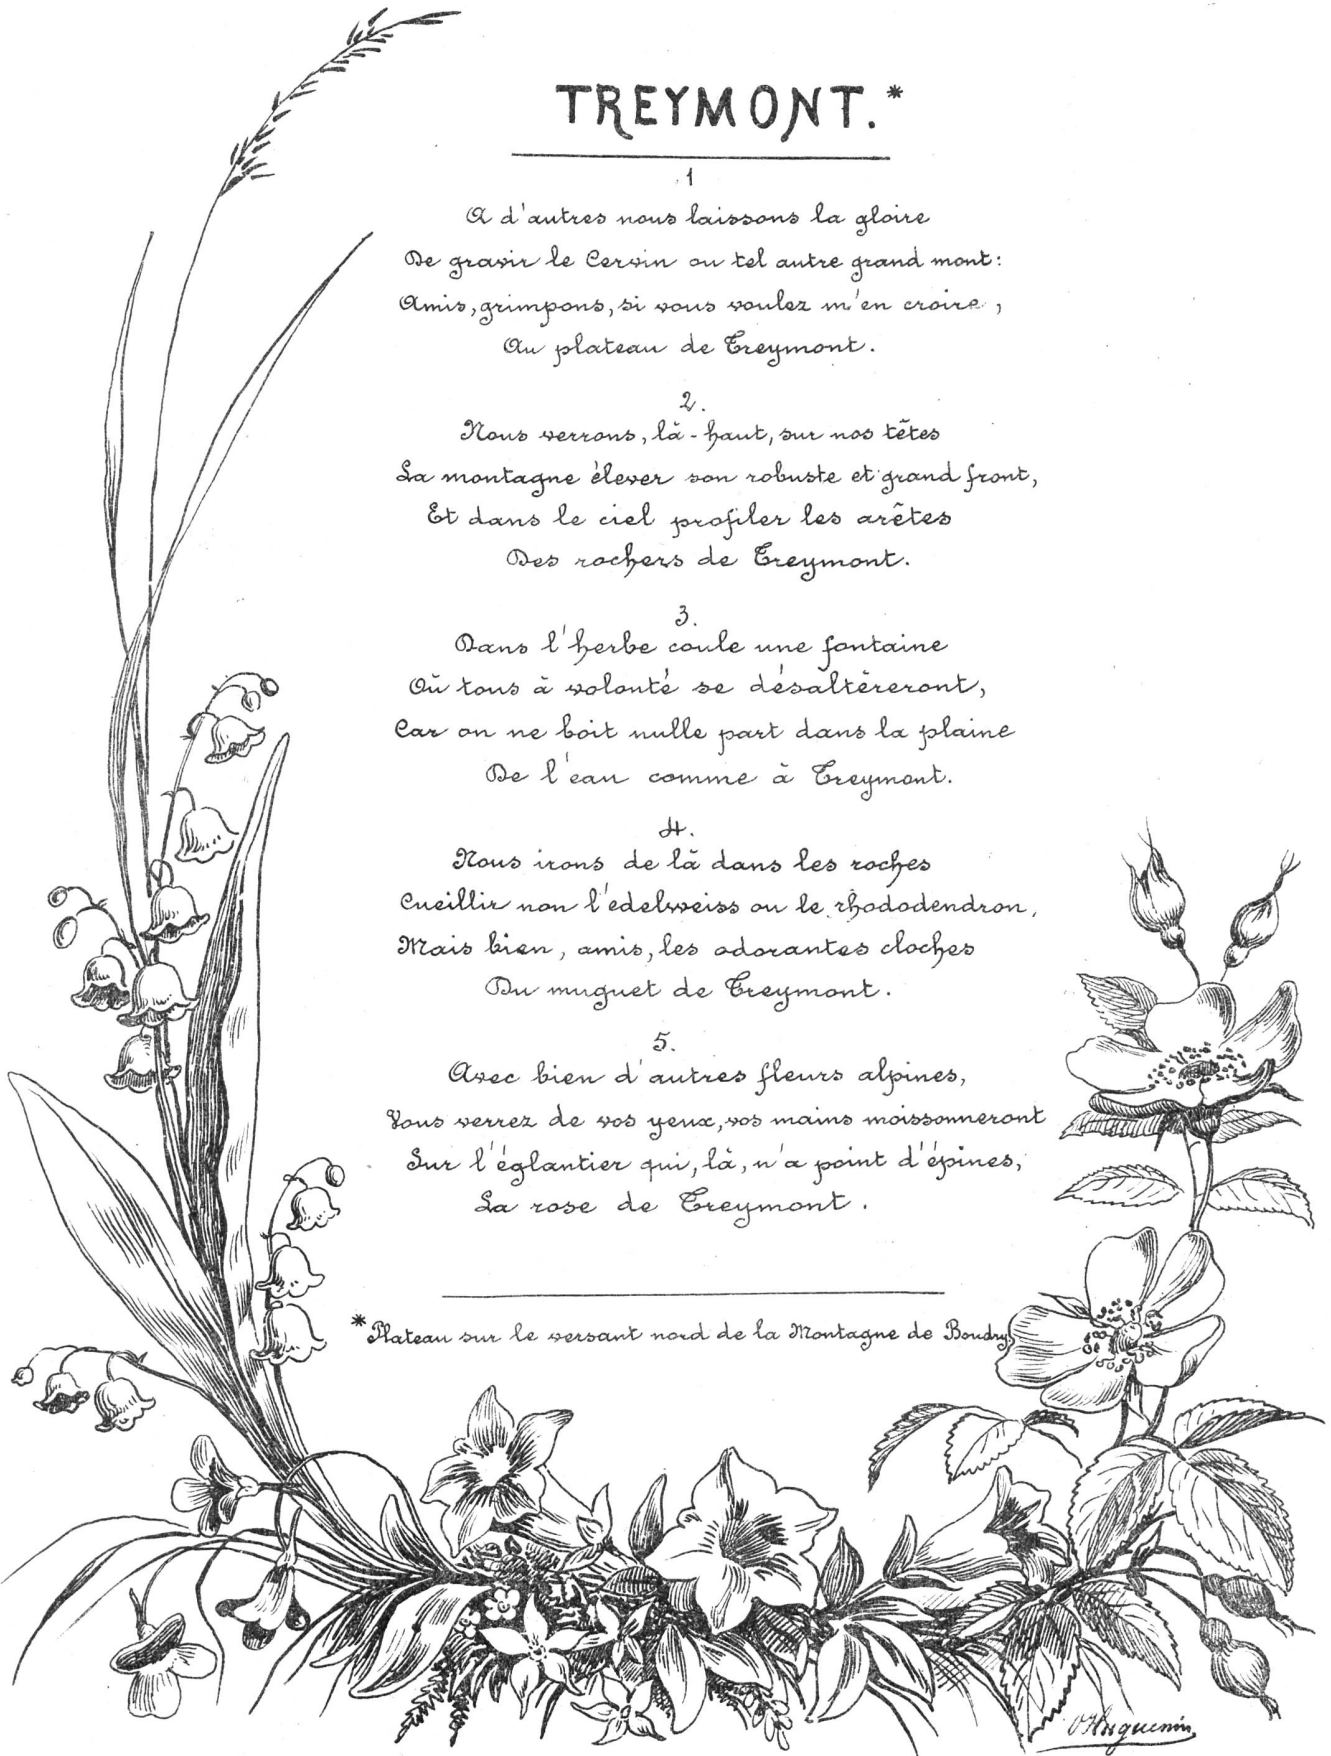 TREYMONT.*
1
A d'autres nous laissons la gloire
De gravir le Cervin ou tel autre grand mont:
Amis, grimpons, si vous voulez m'en croire,
Au plateau de Treymont.
2.
Nous verrons, là-haut, sur nos têtes
La montagne élever son robuste et grand front,
Et dans le ciel profiler les arêtes
Des rochers de Treymont.
3.
Dans l'herbe coule une fontaine
Où tous à volonté se désaltèreront,
Car on ne boit nulle part dans la plaine
De l'eau comme à Treymont.
4.
Nous irons de là dans les roches
Cueillir non l'edelweiss ou le rhododendron,
Mais bien, amis, les odorantes cloches
Du muguet de Treymont.
5.
Avec bien d'autres fleurs alpines,
Vous verrez de vos yeux, vos mains moissonneront
Sur l'églantier qui, là, n'a point d'épines,
La rose de Treymont.
*Plateau sur le versant nord de la Montagne de Boudry
O Huguenin